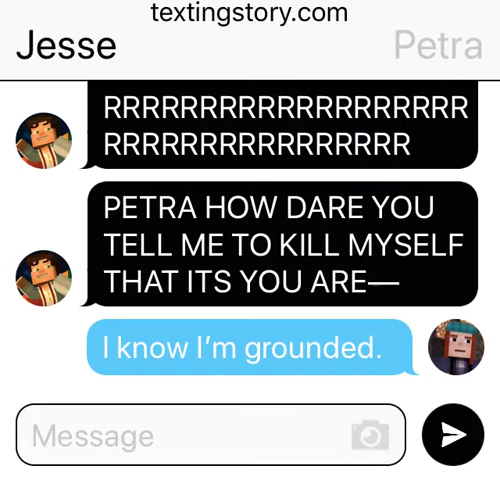 textingstory.com
Jesse
Petra
RRRRRRRRRRRRRRRRRRR
RRRRRRRRRRRRRRRR
PETRA HOW DARE YOU
TELL ME TO KILL MYSELF
THAT ITS YOU ARE—
I know I’m grounded.
Message